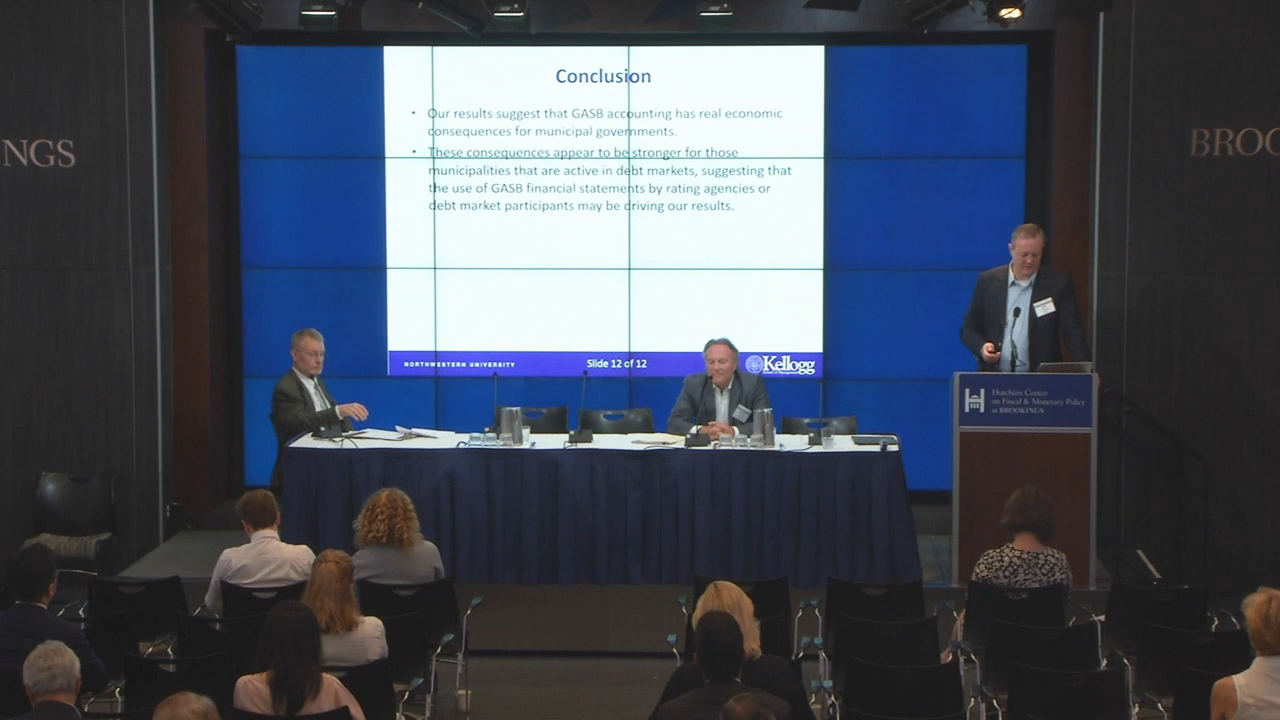 Conclusion
• Our results suggest that GASB accounting has real economic
consequences for municipal governments.
• These consequences appear to be stronger for those
municipalities that are active in debt markets, suggesting that
the use of GASB financial statements by rating agencies or
debt market participants may be driving our results.
NORTHWESTERN UNIVERSITY
Slide 12 of 12
Kellogg
School of Management
NGS
BROO
Hutchins Center
on Fiscal & Monetary Policy
at BROOKINGS